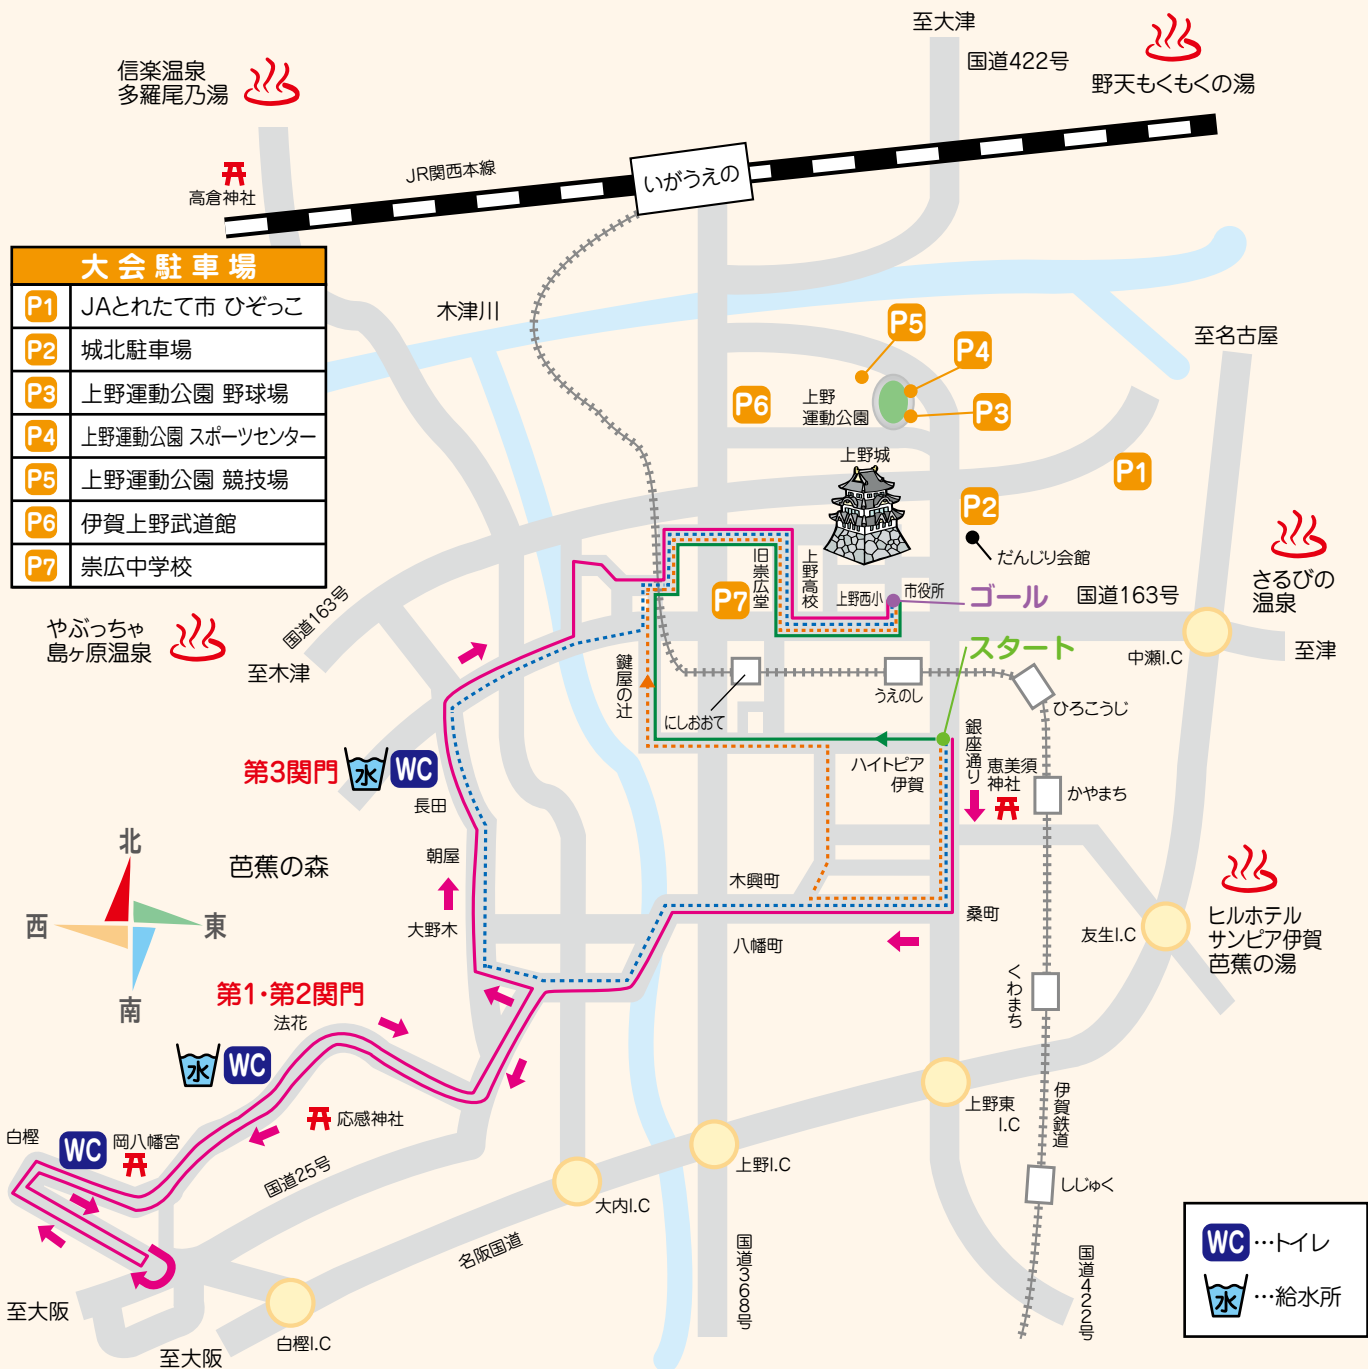 至大津
国道422号
野天もくもくの湯
信楽温泉
多羅尾乃湯
高倉神社
JR関西本線
いがうえの
大会駐車場
P1 JAとれたて市 ひぞっこ
P2 城北駐車場
P3 上野運動公園 野球場
P4 上野運動公園 スポーツセンター
P5 上野運動公園 競技場
P6 伊賀上野武道館
P7 崇広中学校
木津川
至名古屋
P5
P4
P3
P6
上野
運動公園
上野城
P1
P2
だんじり会館
さるびの
温泉
国道163号
やぶっちゃ
島ヶ原温泉
至木津
P7
旧崇広堂
上野高校
上野西小
市役所
ゴール
国道163号
スタート
中瀬I.C
至津
鍵屋の辻
にしおおて
うえのし
ひろこうじ
銀座通り
ハイトピア
伊賀
恵美須
神社
かやまち
第3関門
水
WC
長田
朝屋
芭蕉の森
大野木
北
西
東
南
木興町
八幡町
桑町
友生I.C
ヒルホテル
サンピア伊賀
芭蕉の湯
くわまち
第1・第2関門
法花
水
WC
応感神社
白樫
WC
岡八幡宮
国道25号
上野東
I.C
伊賀鉄道
上野I.C
大内I.C
しじゅく
名阪国道
国道368号
国道422号
至大阪
白樫I.C
至大阪
WC…トイレ
水…給水所